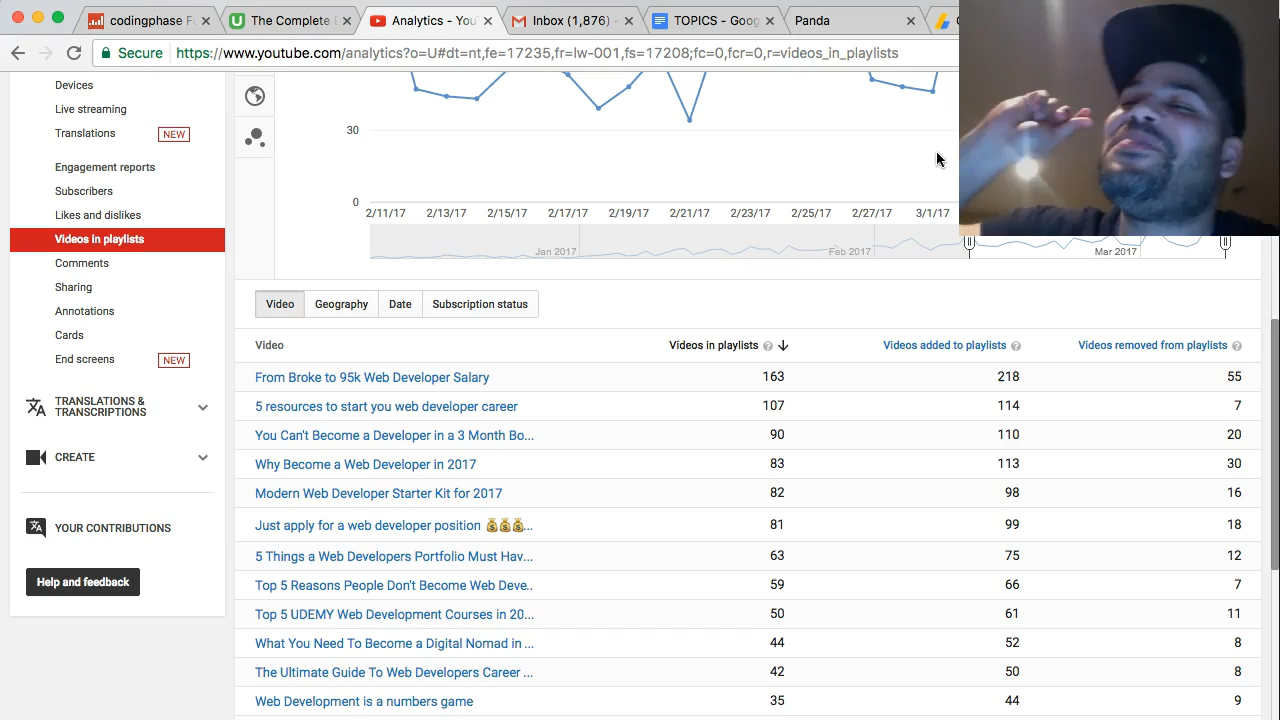 codingphase F
The Complete
Analytics - You
Inbox (1,876) -
TOPICS - Goog
Panda
Secure
https://www.youtube.com/analytics?o=U#dt=nt,fe=17235,fr=lw-001,fs=17208;fc=0,fcr=0,r=videos_in_playlists
Devices
Live streaming
Translations NEW
Engagement reports
Subscribers
Likes and dislikes
Videos in playlists
Comments
Sharing
Annotations
Cards
End screens NEW
TRANSLATIONS &
TRANSCRIPTIONS
CREATE
YOUR CONTRIBUTIONS
Help and feedback
30
0
2/11/17 2/13/17 2/15/17 2/17/17 2/19/17 2/21/17 2/23/17 2/25/17 2/27/17 3/1/17
Jan 2017 Feb 2017 Mar 2017
Video Geography Date Subscription status
Video Videos in playlists Videos added to playlists Videos removed from playlists
From Broke to 95k Web Developer Salary 163 218 55
5 resources to start you web developer career 107 114 7
You Can't Become a Developer in a 3 Month Bo... 90 110 20
Why Become a Web Developer in 2017 83 113 30
Modern Web Developer Starter Kit for 2017 82 98 16
Just apply for a web developer position 💰💰💰... 81 99 18
5 Things a Web Developers Portfolio Must Hav... 63 75 12
Top 5 Reasons People Don't Become Web Deve.. 59 66 7
Top 5 UDEMY Web Development Courses in 20... 50 61 11
What You Need To Become a Digital Nomad in ... 44 52 8
The Ultimate Guide To Web Developers Career ... 42 50 8
Web Development is a numbers game 35 44 9